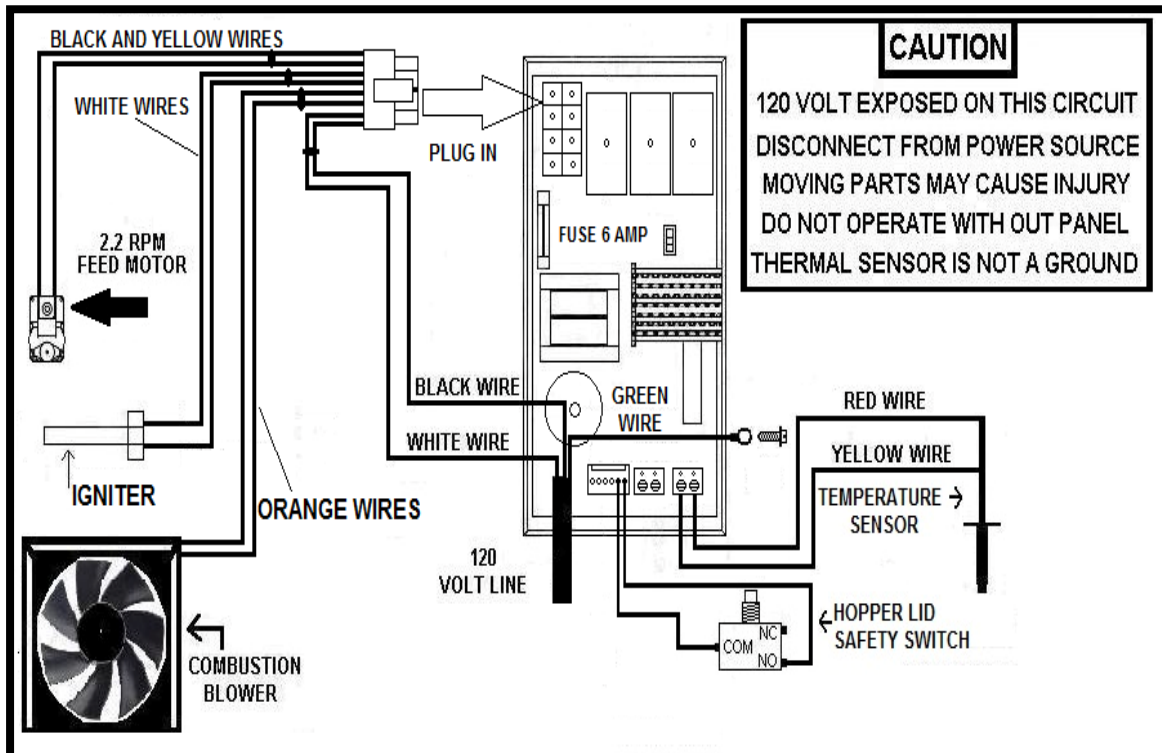 BLACK AND YELLOW WIRES
WHITE WIRES
PLUG IN
2.2 RPM
FEED MOTOR
FUSE 6 AMP
CAUTION
120 VOLT EXPOSED ON THIS CIRCUIT
DISCONNECT FROM POWER SOURCE
MOVING PARTS MAY CAUSE INJURY
DO NOT OPERATE WITH OUT PANEL
THERMAL SENSOR IS NOT A GROUND
BLACK WIRE
GREEN
WIRE
RED WIRE
WHITE WIRE
YELLOW WIRE
IGNITER
ORANGE WIRES
TEMPERATURE
SENSOR
120
VOLT LINE
HOPPER LID
SAFETY SWITCH
NC
COM
NO
COMBUSTION
BLOWER